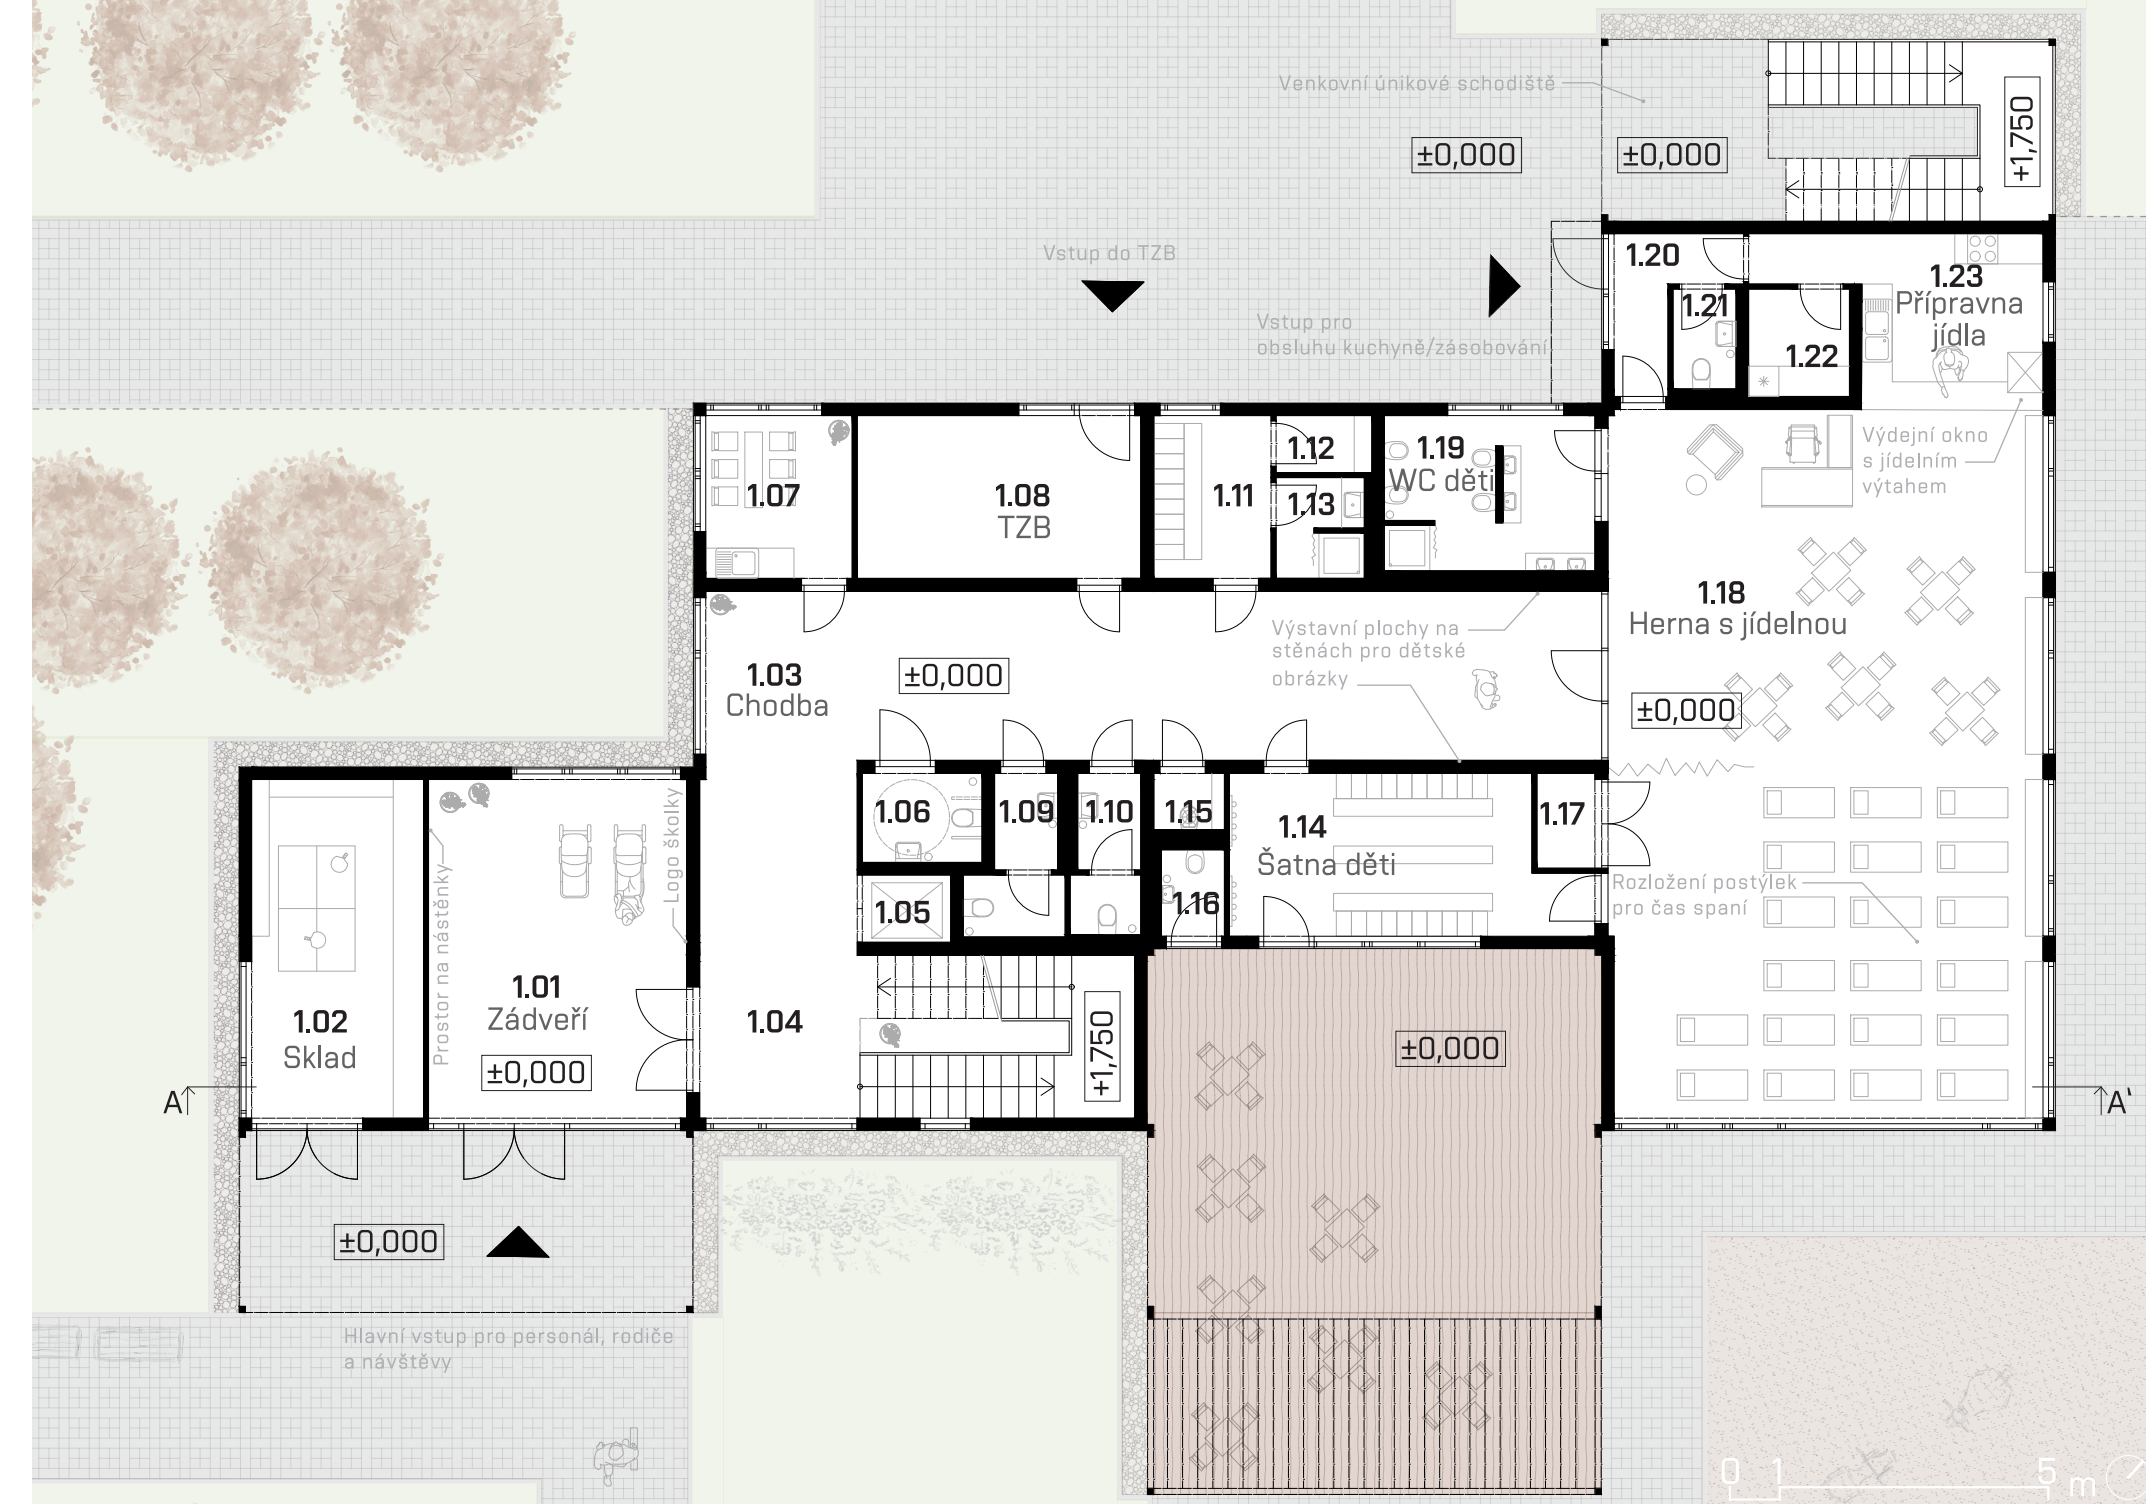 Venkovní únikové schodiště
±0,000
±0,000
+1,750
Vstup do TZB
Vstup pro
obsluhu kuchyně/zásobování
1.20
1.21
1.22
1.23
Přípravna
jídla
Výdejní okno
s jídelním
výtahem
1.07
1.08
TZB
1.11
1.12
1.13
1.19
WC děti
1.18
Herna s jídelnou
±0,000
1.03
Chodba
±0,000
Výstavní plochy na
stěnách pro dětské
obrázky
1.06
1.09
1.10
1.15
1.14
Šatna děti
1.17
1.05
1.16
Rozložení postýlek
pro čas spaní
Prostor na nástěnky
Logo školky
1.01
Zádveří
±0,000
1.02
Sklad
1.04
+1,750
±0,000
A
A'
±0,000
Hlavní vstup pro personál, rodiče
a návštěvy
0 1 5 m